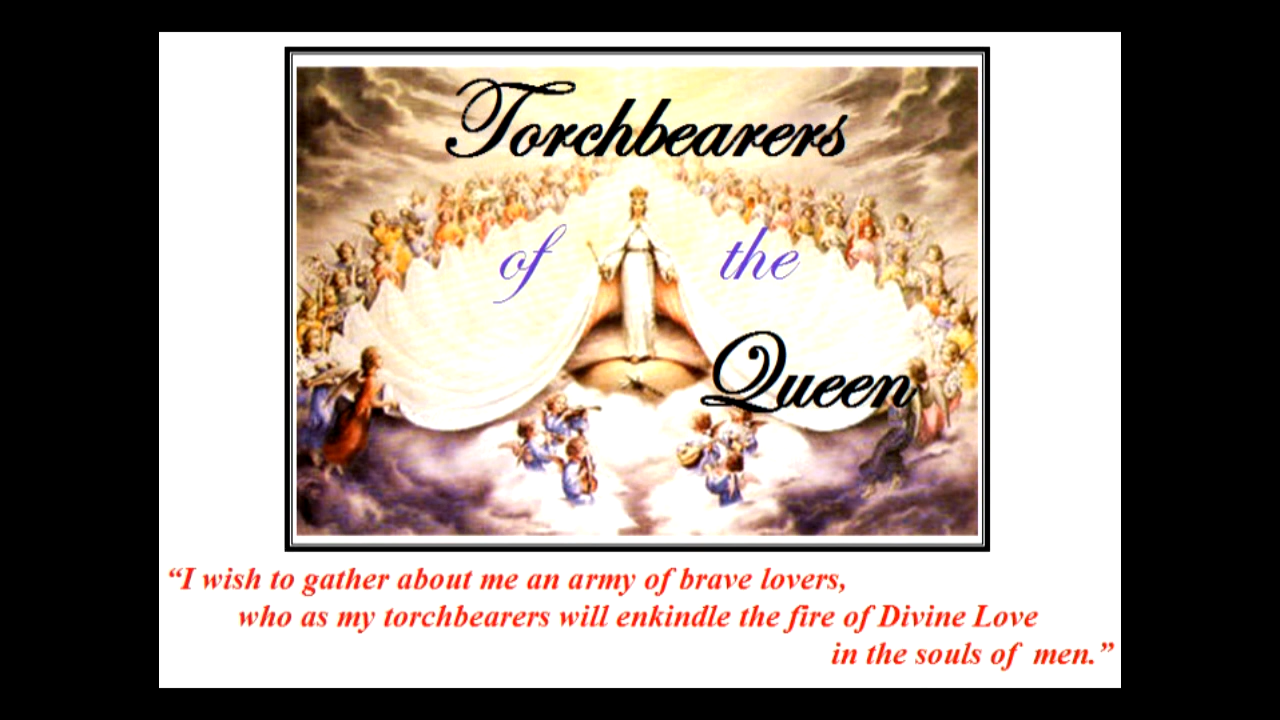 Torchbearers
of the
Queen
“I wish to gather about me an army of brave lovers,
who as my torchbearers will enkindle the fire of Divine Love
in the souls of men.”